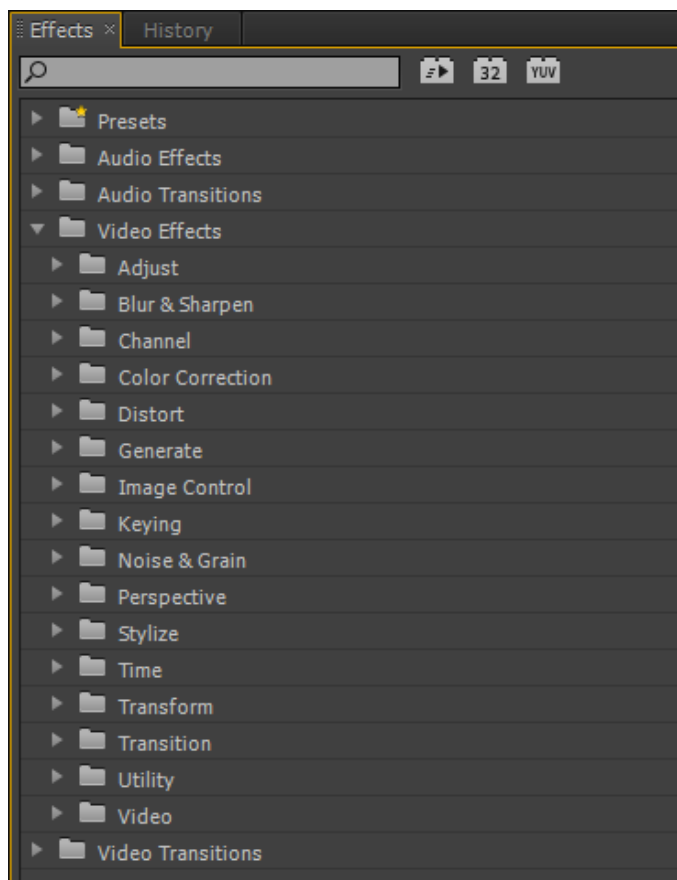 Effects × History
32 YUV
Presets
Audio Effects
Audio Transitions
Video Effects
Adjust
Blur & Sharpen
Channel
Color Correction
Distort
Generate
Image Control
Keying
Noise & Grain
Perspective
Stylize
Time
Transform
Transition
Utility
Video
Video Transitions